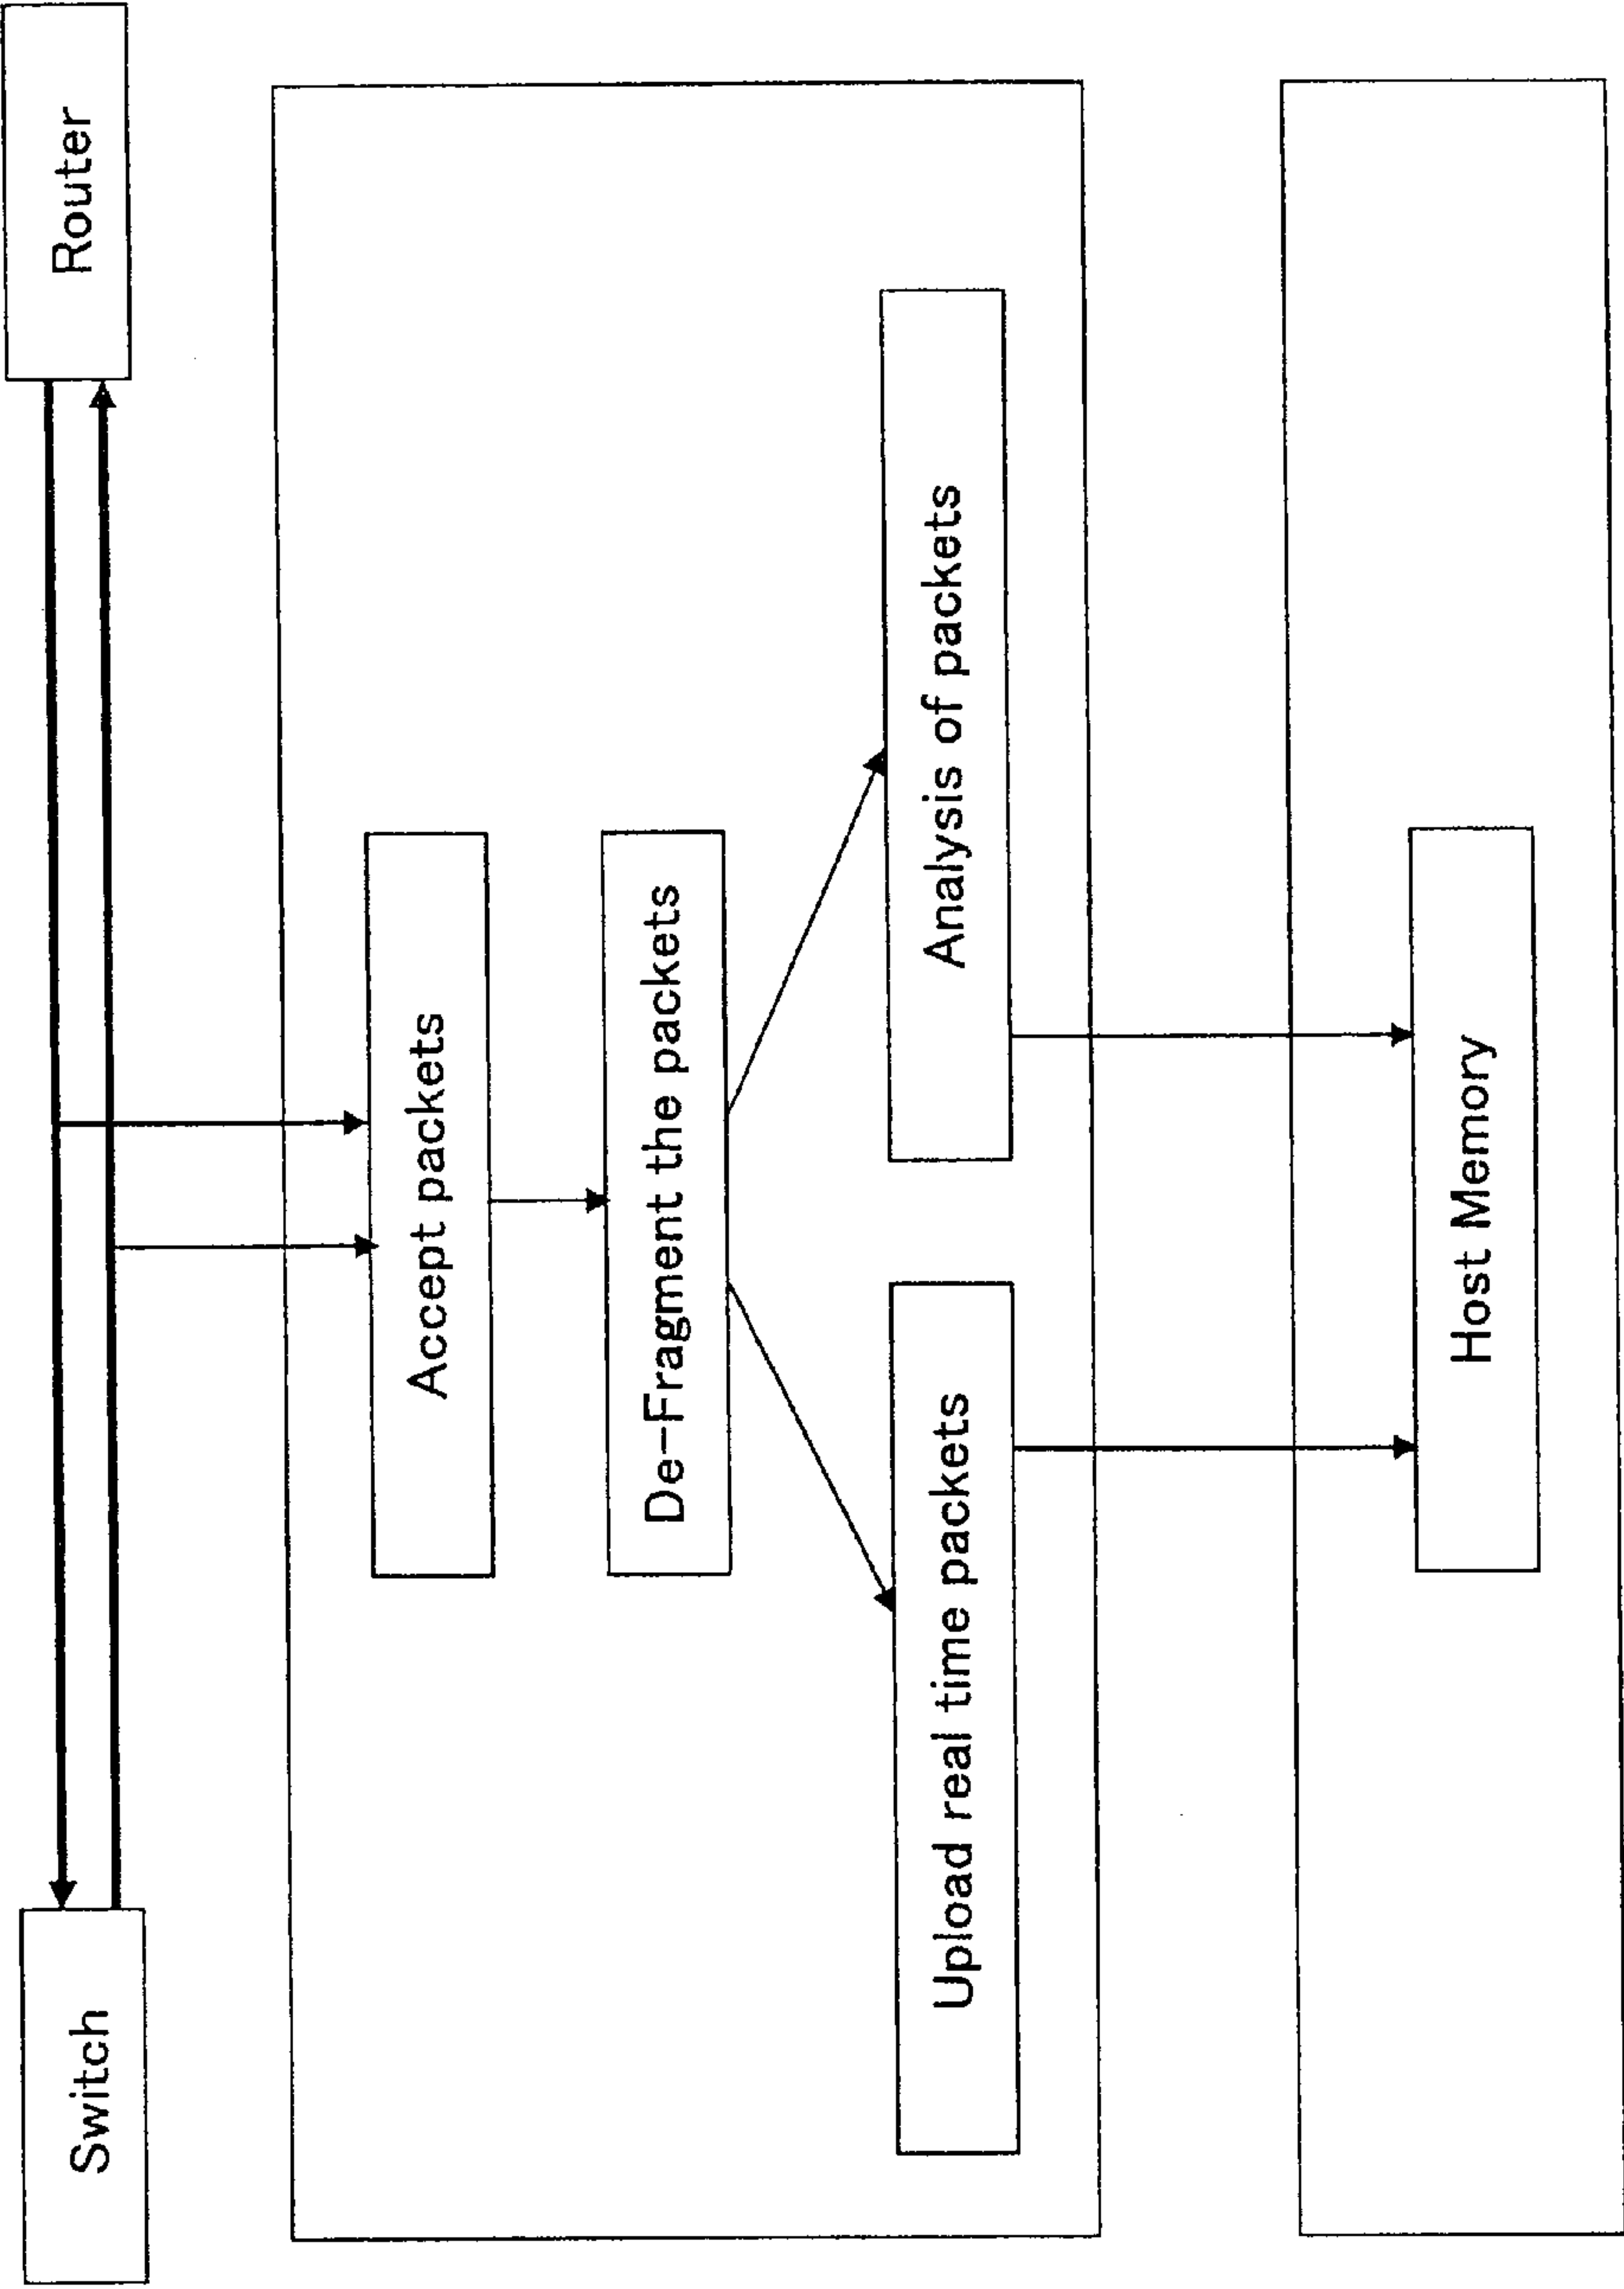 Switch
Router
Accept packets
De-Fragment the packets
Upload real time packets
Analysis of packets
Host Memory